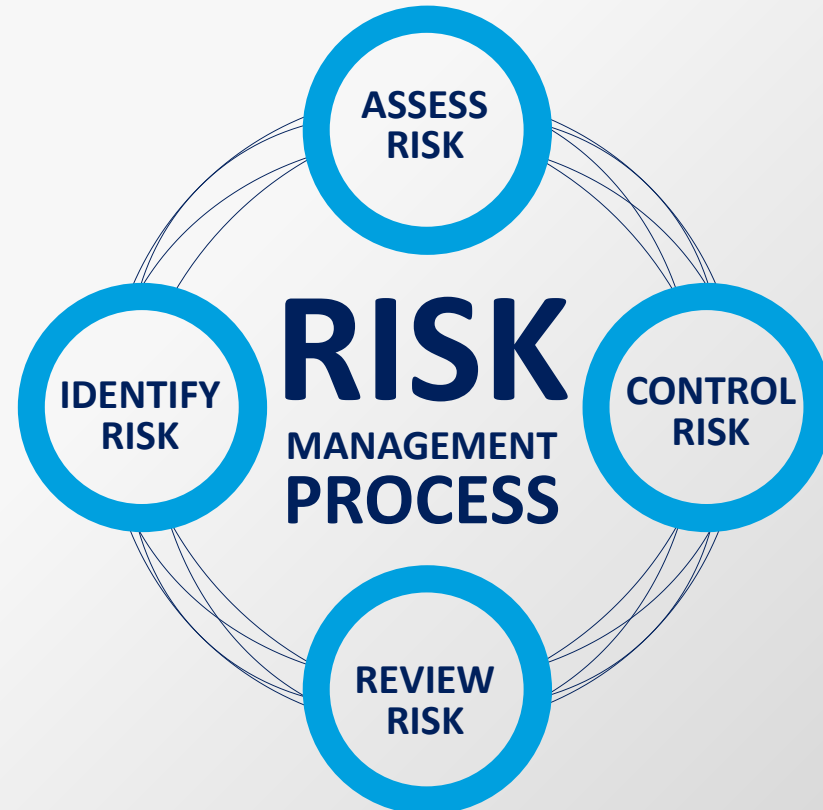 ASSESS
RISK
IDENTIFY
RISK
RISK
MANAGEMENT
PROCESS
CONTROL
RISK
REVIEW
RISK